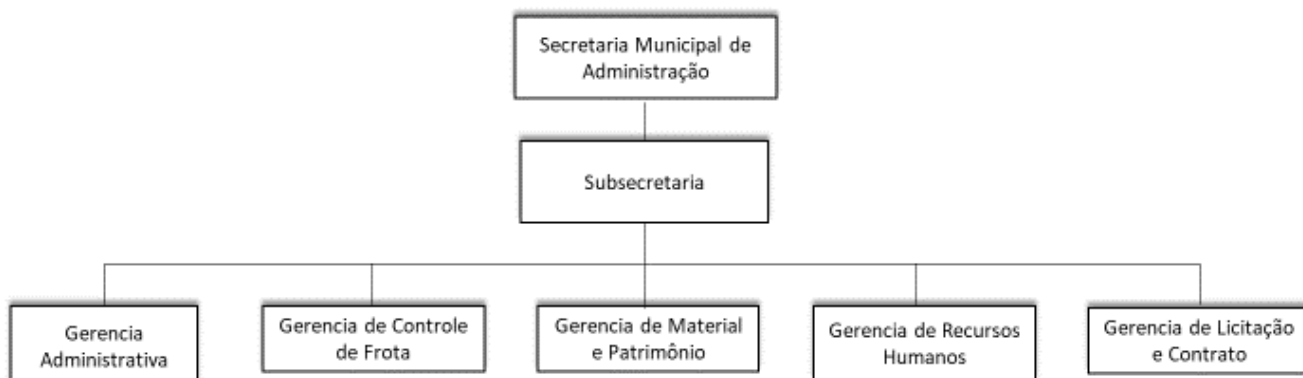 Secretaria Municipal de
Administração
Subsecretaria
Gerencia
Administrativa
Gerencia de Controle
de Frota
Gerencia de Material
e Patrimônio
Gerencia de Recursos
Humanos
Gerencia de Licitação
e Contrato